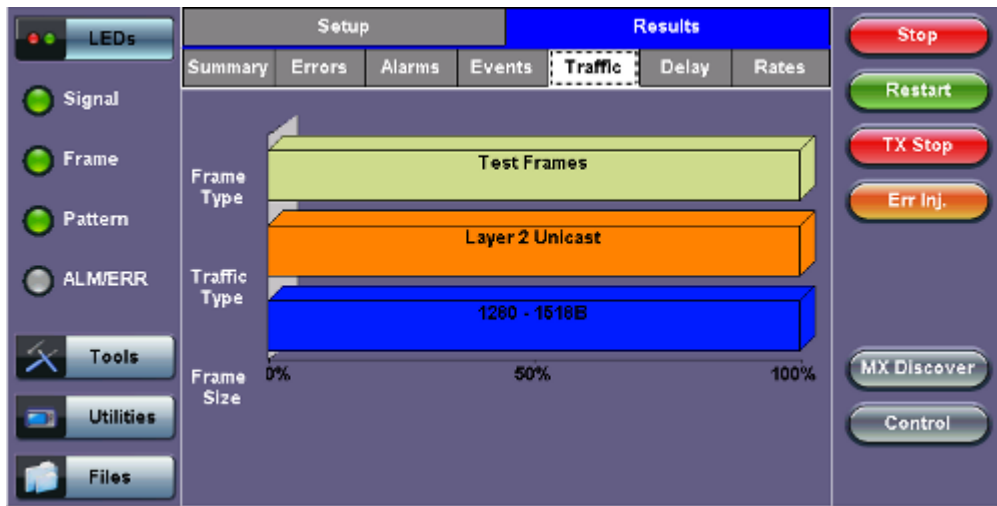 LEDs
Signal
Frame
Pattern
ALM/ERR
Tools
Utilities
Files
Setup
Results
Summary
Errors
Alarms
Events
Traffic
Delay
Rates
Frame
Type
Test Frames
Traffic
Type
Layer 2 Unicast
Frame
Size
1280 - 1518B
0%
50%
100%
Stop
Restart
TX Stop
Err Inj.
MX Discover
Control